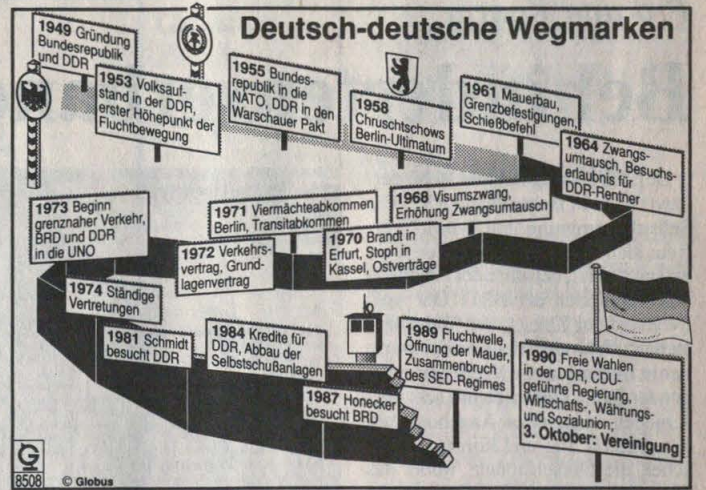 Deutsch-deutsche Wegmarken
1949 Gründung
Bundesrepublik
und DDR
1953 Volksauf-
stand in der DDR,
erster Höhepunkt der
Fluchtbewegung
1955 Bundes-
republik in die
NATO, DDR in den
Warschauer Pakt
1958
Chruschtschows
Berlin-Ultimatum
1961 Mauerbau,
Grenzbefestigungen,
Schießbefehl
1964 Zwangs-
umtausch, Besuchs-
erlaubnis für
DDR-Rentner
1968 Visumszwang,
Erhöhung Zwangsumtausch
1970 Brandt in
Erfurt, Stoph in
Kassel, Ostverträge
1971 Viermächteabkommen
Berlin, Transitabkommen
1972 Verkehrs-
vertrag, Grund-
lagenvertrag
1973 Beginn
grenznaher Verkehr,
BRD und DDR
in die UNO
1974 Ständige
Vertretungen
1981 Schmidt
besucht DDR
1984 Kredite für
DDR, Abbau der
Selbstschußanlagen
1987 Honecker
besucht BRD
1989 Fluchtwelle,
Öffnung der Mauer,
Zusammenbruch
des SED-Regimes
1990 Freie Wahlen
in der DDR, CDU-
geführte Regierung,
Wirtschafts-, Währungs-
und Sozialunion;
3. Oktober: Vereinigung
G
8508 © Globus